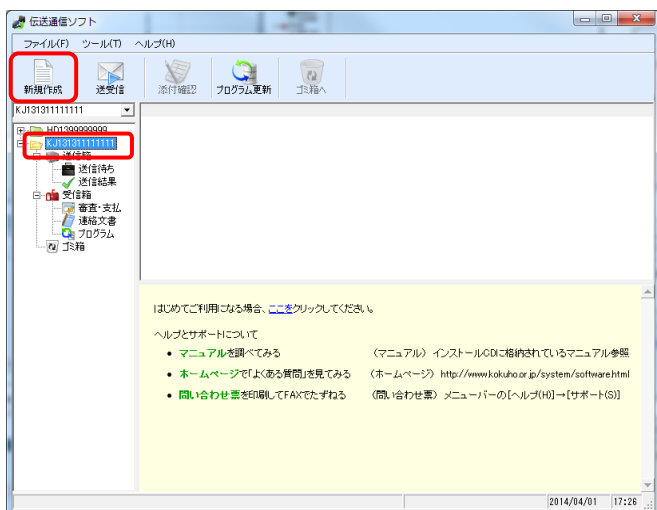 伝送通信ソフト
ファイル(F) ツール(T) ヘルプ(H)
新規作成 送受信 添付確認 プログラム更新 ゴミ箱へ
KJ131311111111
HD1399999999
KJ131311111111
送信箱
送信待ち
送信結果
受信箱
審査・支払
連絡文書
プログラム
ゴミ箱
はじめてご利用になる場合、ここをクリックしてください。
ヘルプとサポートについて
• マニュアルを調べてみる (マニュアル) インストールCDに格納されているマニュアル参照
• ホームページで「よくある質問」を見てみる (ホームページ) http://www.kokuho.or.jp/system/software.html
• 問い合わせ票を印刷してFAXでたずねる (問い合わせ票) メニューバーの[ヘルプ(H)]→[サポート(S)]
2014/04/01 17:26